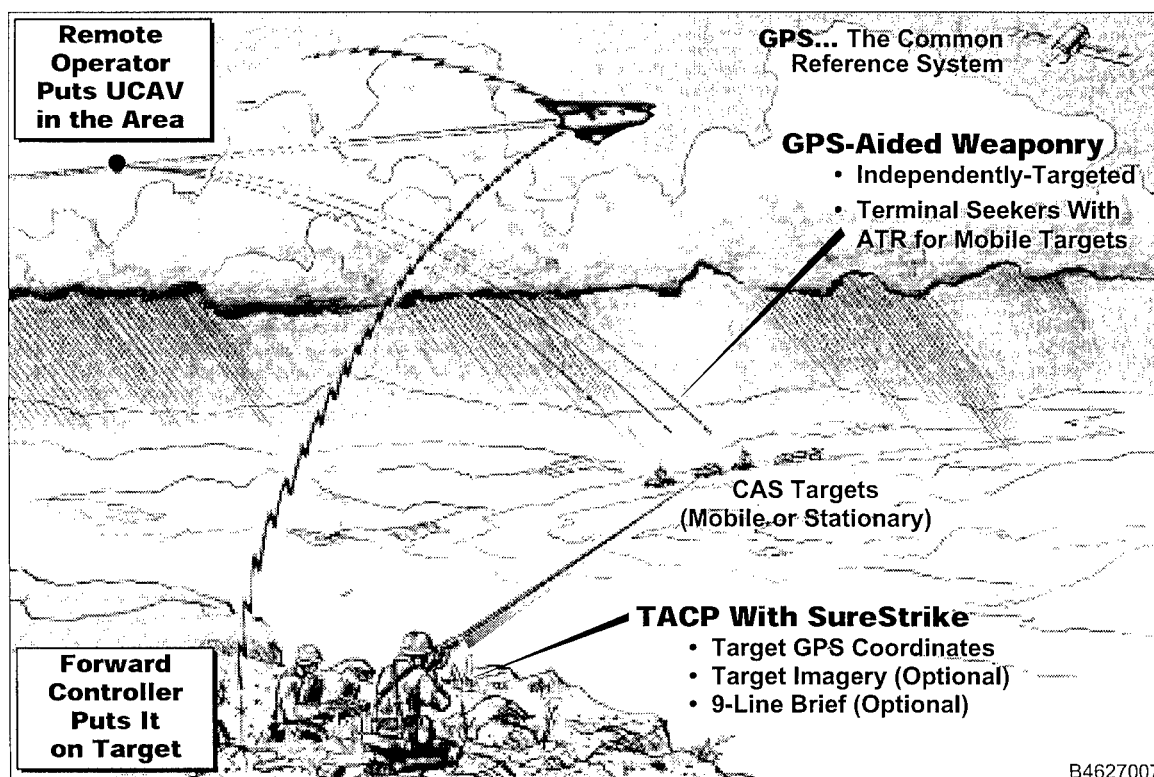 Remote
Operator
Puts UCAV
in the Area
GPS... The Common
Reference System
GPS-Aided Weaponry
• Independently-Targeted
• Terminal Seekers With
ATR for Mobile Targets
CAS Targets
(Mobile or Stationary)
TACP With SureStrike
• Target GPS Coordinates
• Target Imagery (Optional)
• 9-Line Brief (Optional)
Forward
Controller
Puts It
on Target
B4627007